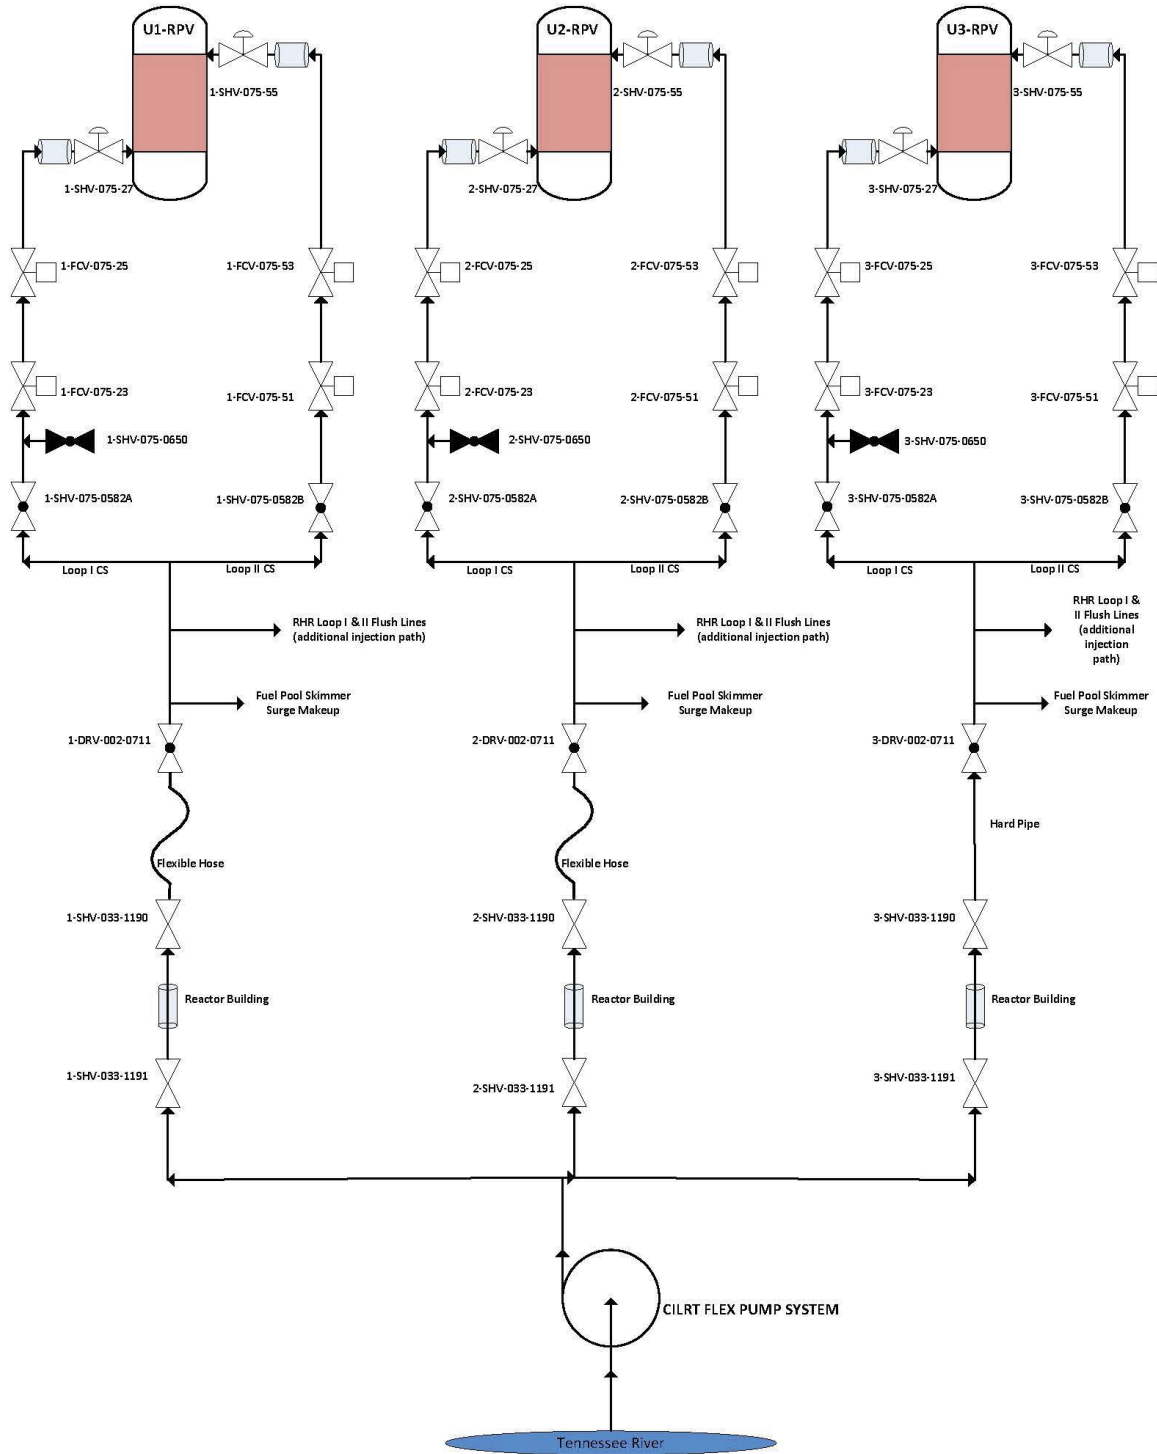 U1-RPV
U2-RPV
U3-RPV
1-SHV-075-55
2-SHV-075-55
3-SHV-075-55
1-SHV-075-27
2-SHV-075-27
3-SHV-075-27
1-FCV-075-25
1-FCV-075-53
2-FCV-075-25
2-FCV-075-53
3-FCV-075-25
3-FCV-075-53
1-FCV-075-23
1-FCV-075-51
2-FCV-075-23
2-FCV-075-51
3-FCV-075-23
3-FCV-075-51
1-SHV-075-0650
2-SHV-075-0650
3-SHV-075-0650
1-SHV-075-0582A
1-SHV-075-0582B
2-SHV-075-0582A
2-SHV-075-0582B
3-SHV-075-0582A
3-SHV-075-0582B
Loop I CS
Loop II CS
Loop I CS
Loop II CS
Loop I CS
Loop II CS
RHR Loop I & II Flush Lines
(additional injection path)
RHR Loop I & II Flush Lines
(additional injection path)
RHR Loop I &
II Flush Lines
(additional
injection
path)
Fuel Pool Skimmer
Surge Makeup
Fuel Pool Skimmer
Surge Makeup
Fuel Pool Skimmer
Surge Makeup
1-DRV-002-0711
2-DRV-002-0711
3-DRV-002-0711
Flexible Hose
Flexible Hose
Hard Pipe
1-SHV-033-1190
2-SHV-033-1190
3-SHV-033-1190
Reactor Building
Reactor Building
Reactor Building
1-SHV-033-1191
2-SHV-033-1191
3-SHV-033-1191
CILRT FLEX PUMP SYSTEM
Tennessee River